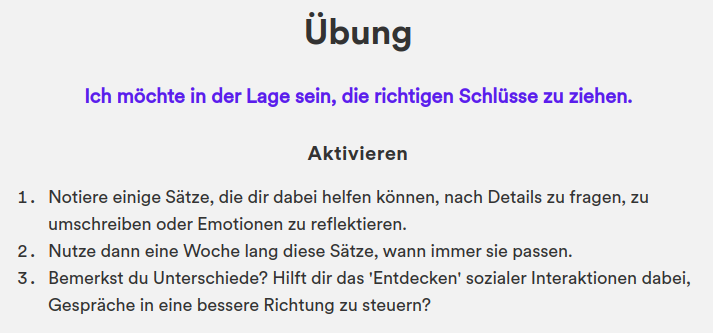 Übung
Ich möchte in der Lage sein, die richtigen Schlüsse zu ziehen.
Aktivieren
1. Notiere einige Sätze, die dir dabei helfen können, nach Details zu fragen, zu
umschreiben oder Emotionen zu reflektieren.
2. Nutze dann eine Woche lang diese Sätze, wann immer sie passen.
3. Bemerkst du Unterschiede? Hilft dir das 'Entdecken' sozialer Interaktionen dabei,
Gespräche in eine bessere Richtung zu steuern?